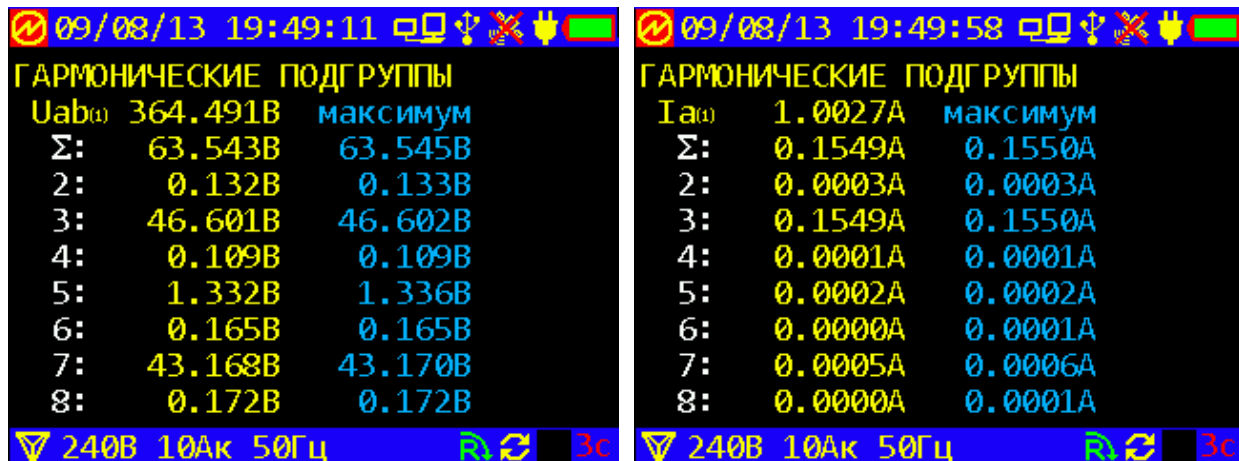 09/08/13 19:49:11
ГАРМОНИЧЕСКИЕ ПОДГРУППЫ
Uab(1) 364.491В максимум
Σ: 63.543В 63.545В
2: 0.132В 0.133В
3: 46.601В 46.602В
4: 0.109В 0.109В
5: 1.332В 1.336В
6: 0.165В 0.165В
7: 43.168В 43.170В
8: 0.172В 0.172В
240В 10Ак 50Гц 3с
09/08/13 19:49:58
ГАРМОНИЧЕСКИЕ ПОДГРУППЫ
Ia(1) 1.0027А максимум
Σ: 0.1549А 0.1550А
2: 0.0003А 0.0003А
3: 0.1549А 0.1550А
4: 0.0001А 0.0001А
5: 0.0002А 0.0002А
6: 0.0000А 0.0001А
7: 0.0005А 0.0006А
8: 0.0000А 0.0001А
240В 10Ак 50Гц 3с